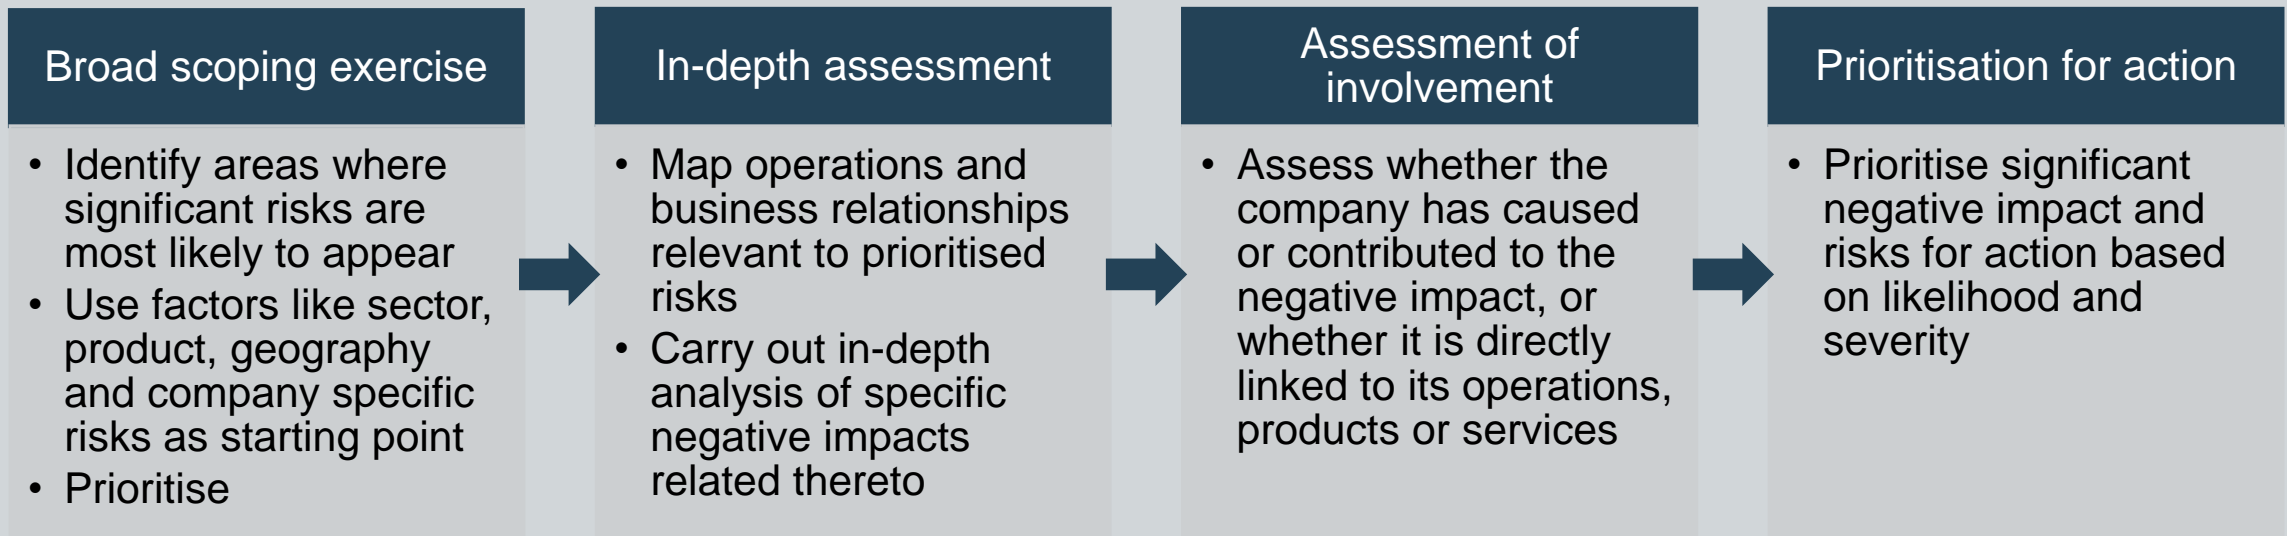 Broad scoping exercise
• Identify areas where
significant risks are
most likely to appear
• Use factors like sector,
product, geography
and company specific
risks as starting point
• Prioritise
In-depth assessment
• Map operations and
business relationships
relevant to prioritised
risks
• Carry out in-depth
analysis of specific
negative impacts
related thereto
Assessment of
involvement
• Assess whether the
company has caused
or contributed to the
negative impact, or
whether it is directly
linked to its operations,
products or services
Prioritisation for action
• Prioritise significant
negative impact and
risks for action based
on likelihood and
severity